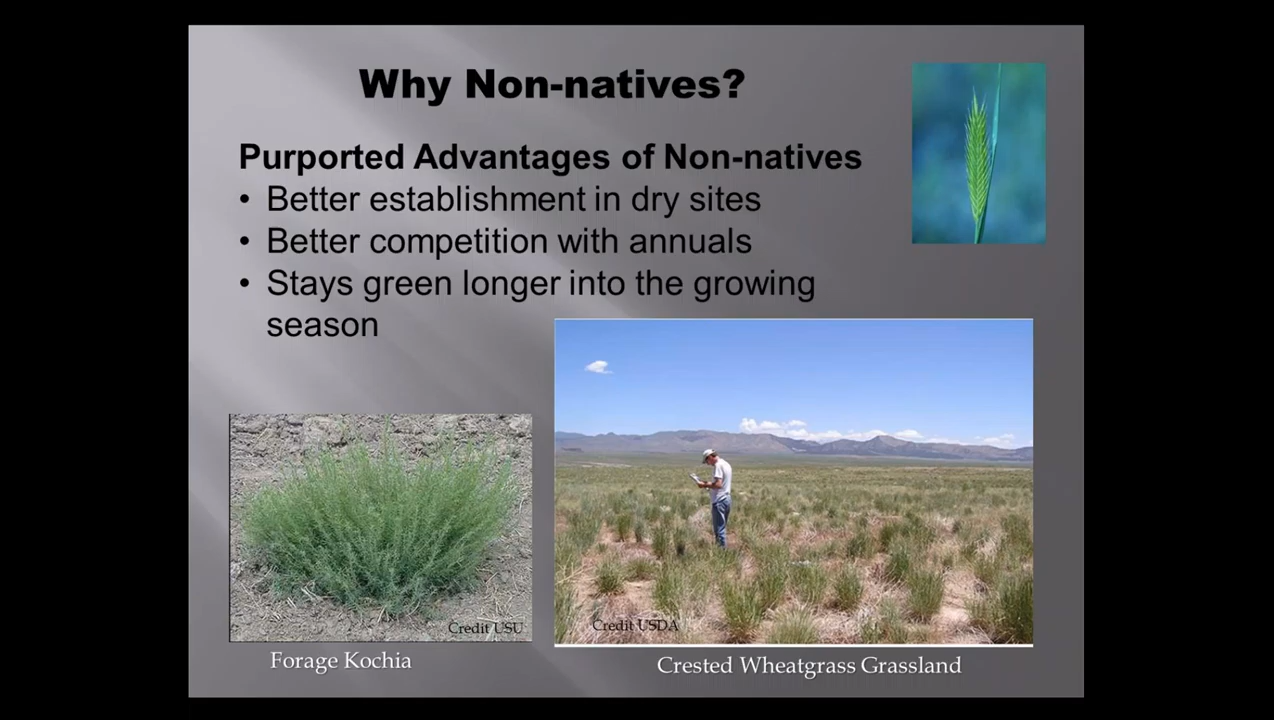 Why Non-natives?
Purported Advantages of Non-natives
• Better establishment in dry sites
• Better competition with annuals
• Stays green longer into the growing
season
Credit USU
Credit USDA
Forage Kochia
Crested Wheatgrass Grassland